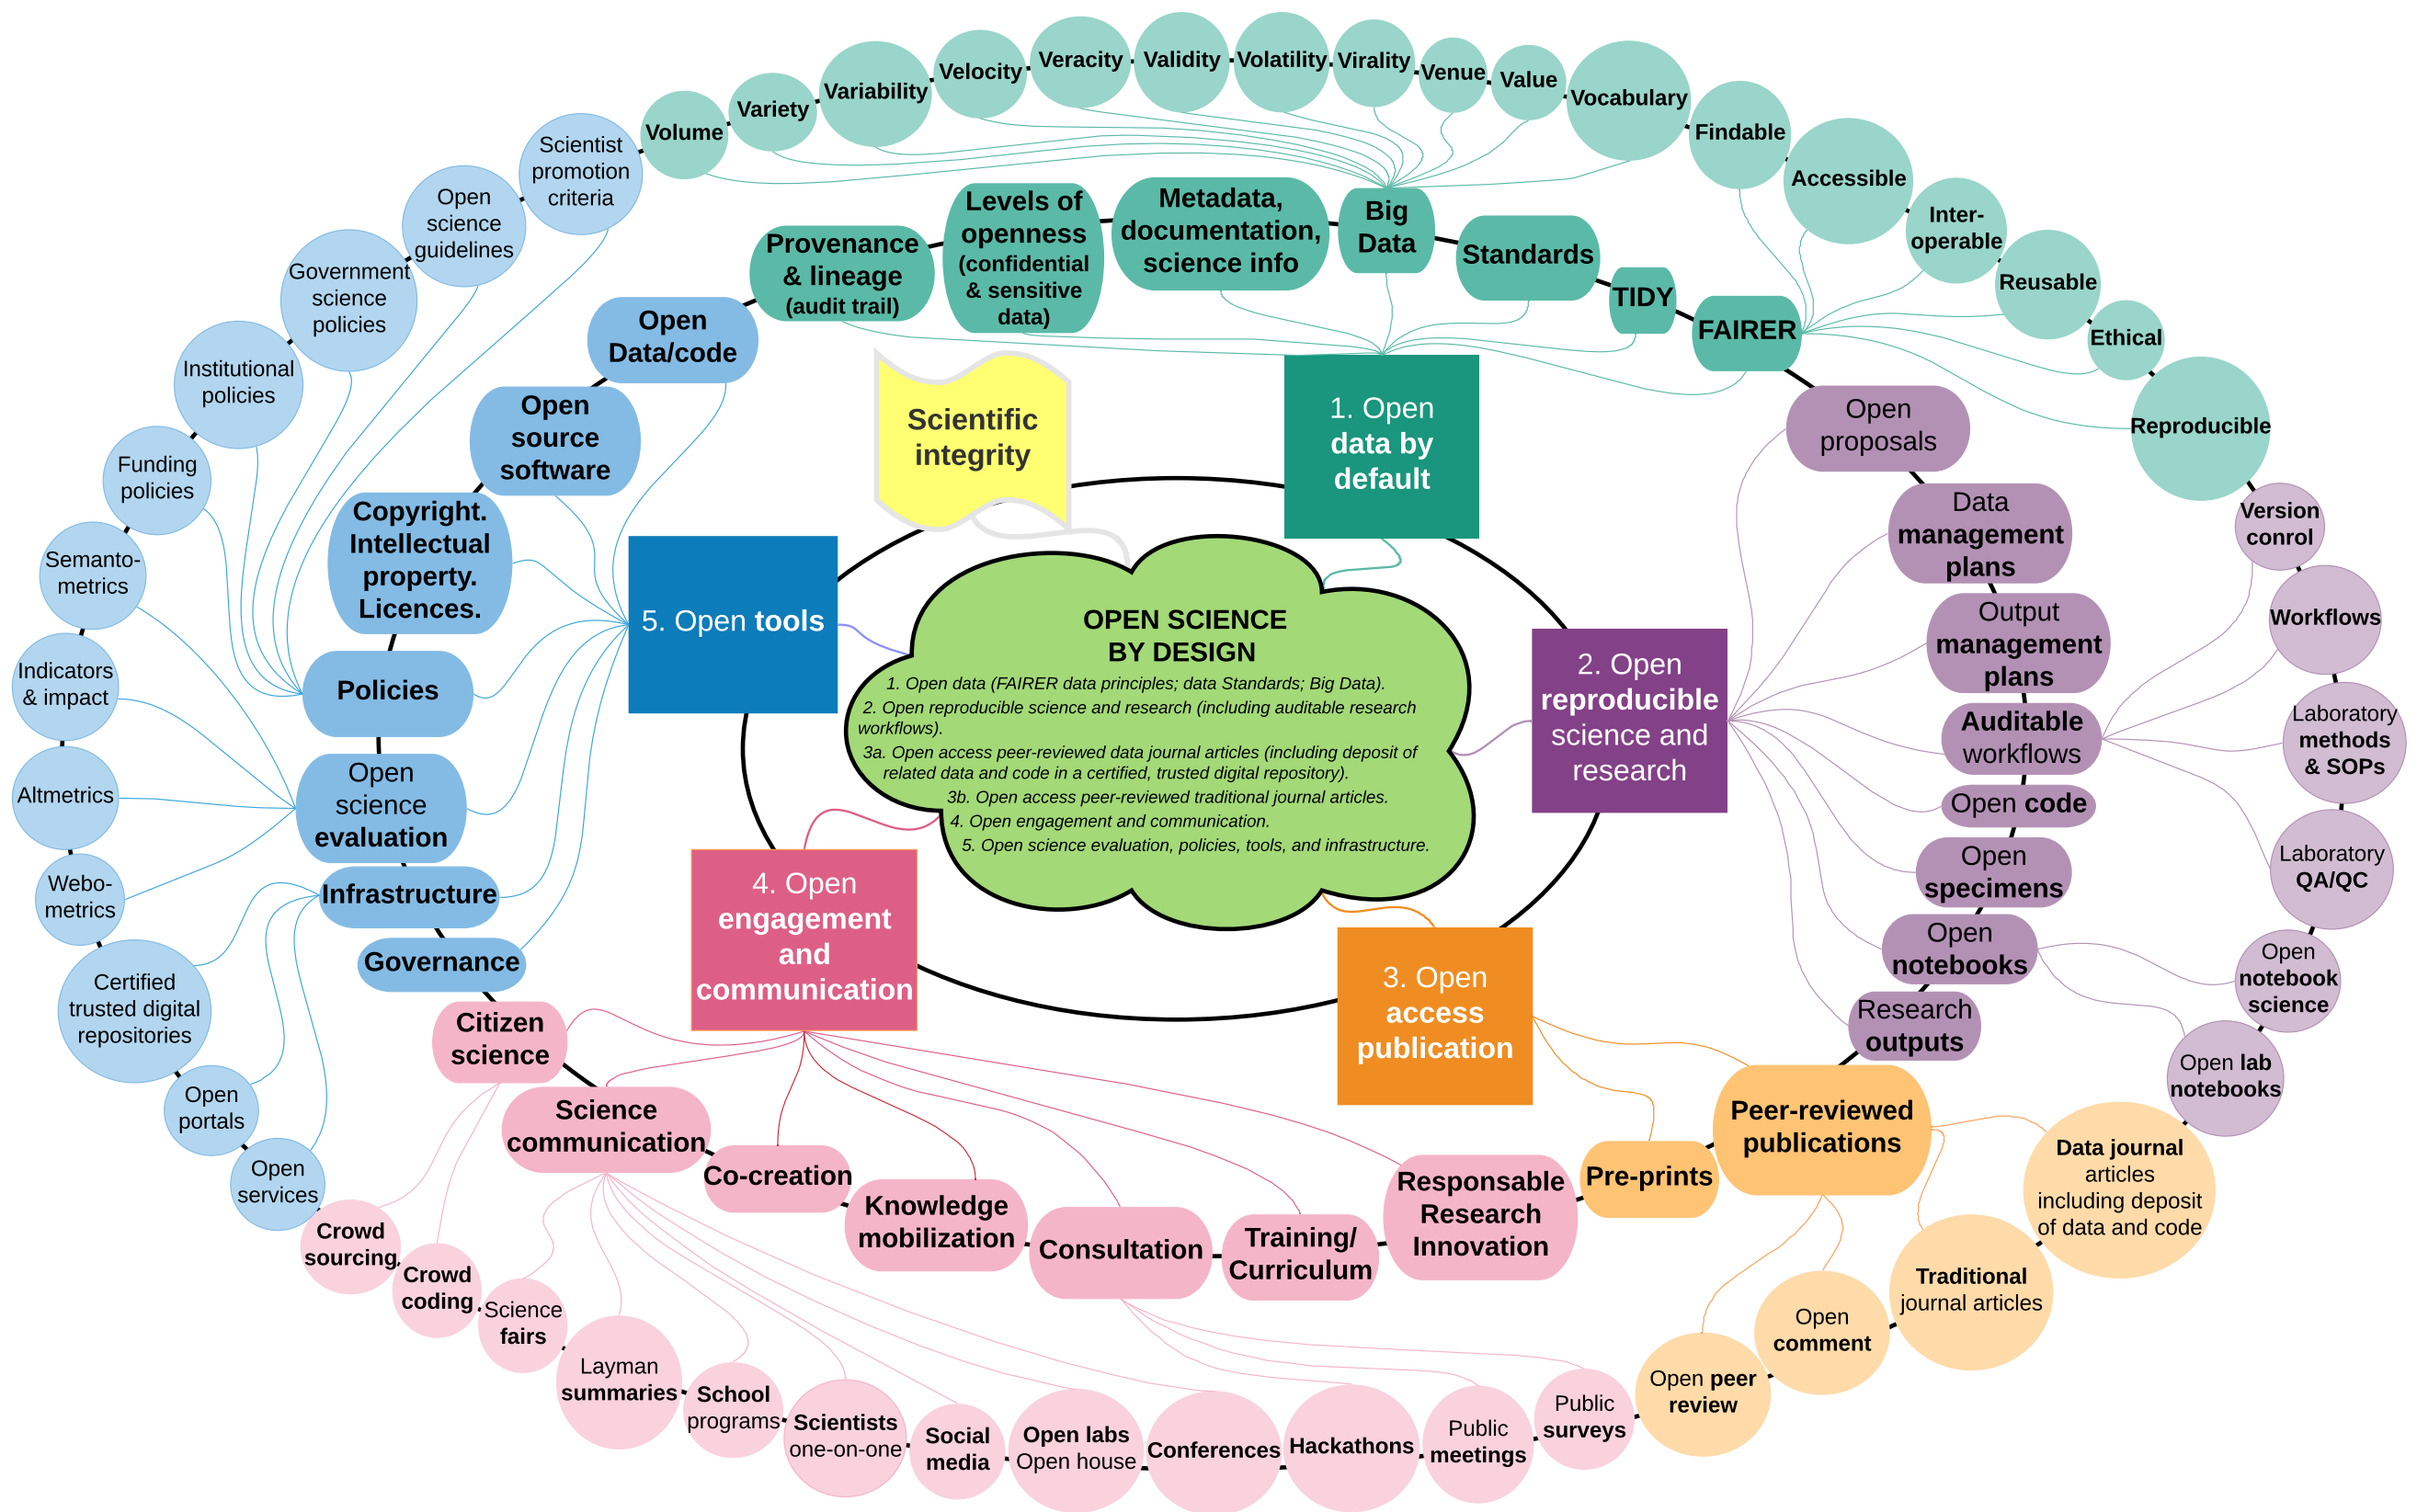 OPEN SCIENCE
BY DESIGN
1. Open data (FAIRER data principles; data Standards; Big Data).
2. Open reproducible science and research (including auditable research
workflows).
3a. Open access peer-reviewed data journal articles (including deposit of
related data and code in a certified, trusted digital repository).
3b. Open access peer-reviewed traditional journal articles.
4. Open engagement and communication.
5. Open science evaluation, policies, tools, and infrastructure.
Scientific
integrity
1. Open
data by
default
Provenance
& lineage
(audit trail)
Levels of
openness
(confidential
& sensitive
data)
Metadata,
documentation,
science info
Big
Data
Standards
TIDY
FAIRER
Volume
Variety
Variability
Velocity
Veracity
Validity
Volatility
Virality
Venue
Value
Vocabulary
Findable
Accessible
Inter-
operable
Reusable
Ethical
Reproducible
2. Open
reproducible
science and
research
Open
proposals
Data
management
plans
Output
management
plans
Auditable
workflows
Open code
Open
specimens
Open
notebooks
Research
outputs
Version
conrol
Workflows
Laboratory
methods
& SOPs
Laboratory
QA/QC
Open
notebook
science
Open lab
notebooks
3. Open
access
publication
Peer-reviewed
publications
Pre-prints
Data journal
articles
including deposit
of data and code
Traditional
journal articles
Open
comment
Open peer
review
4. Open
engagement
and
communication
Citizen
science
Science
communication
Co-creation
Knowledge
mobilization
Consultation
Training/
Curriculum
Responsable
Research
Innovation
Crowd
sourcing
Crowd
coding
Science
fairs
Layman
summaries
School
programs
Scientists
one-on-one
Social
media
Open labs
Open house
Conferences
Hackathons
Public
meetings
Public
surveys
5. Open tools
Open
Data/code
Open
source
software
Copyright.
Intellectual
property.
Licences.
Policies
Open
science
evaluation
Infrastructure
Governance
Scientist
promotion
criteria
Open
science
guidelines
Government
science
policies
Institutional
policies
Funding
policies
Semanto-
metrics
Indicators
& impact
Altmetrics
Webo-
metrics
Certified
trusted digital
repositories
Open
portals
Open
services